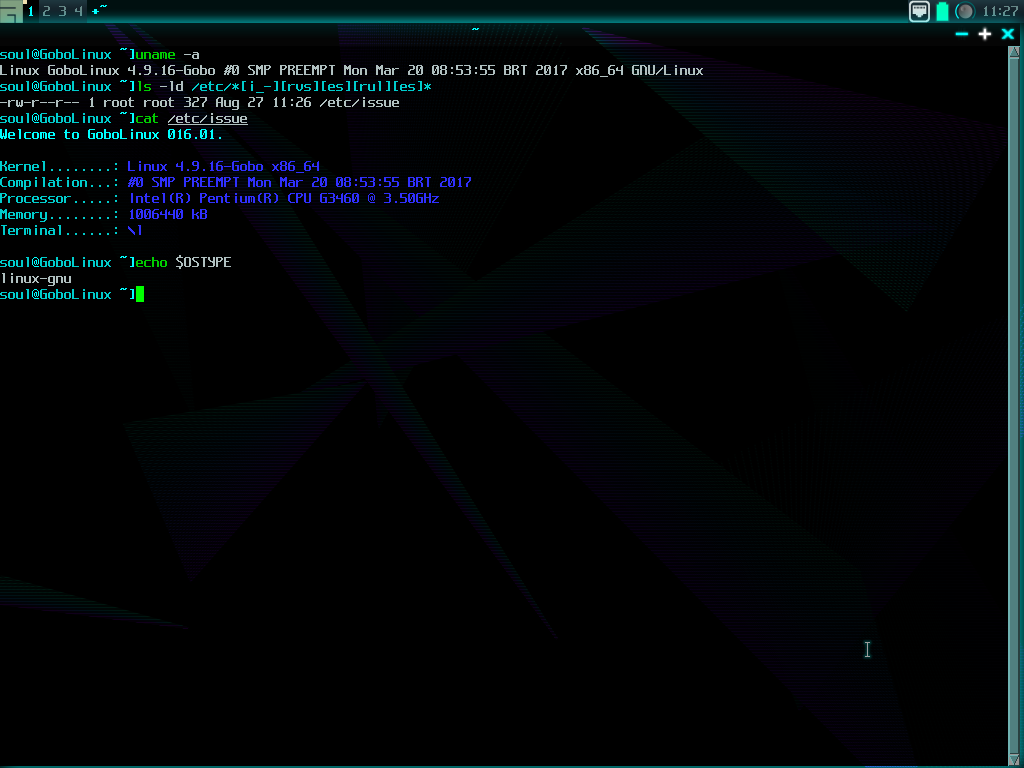 1 2 3 4 +~ 11:27
~
soul@GoboLinux ~]uname -a
Linux GoboLinux 4.9.16-Gobo #0 SMP PREEMPT Mon Mar 20 08:53:55 BRT 2017 x86_64 GNU/Linux
soul@GoboLinux ~]ls -ld /etc/*[i_-][rvs][es][rul][es]*
-rw-r--r-- 1 root root 327 Aug 27 11:26 /etc/issue
soul@GoboLinux ~]cat /etc/issue
Welcome to GoboLinux 016.01.
Kernel........: Linux 4.9.16-Gobo x86_64
Compilation...: #0 SMP PREEMPT Mon Mar 20 08:53:55 BRT 2017
Processor.....: Intel(R) Pentium(R) CPU G3460 @ 3.50GHz
Memory........: 1006440 kB
Terminal......: \l
soul@GoboLinux ~]echo $OSTYPE
linux-gnu
soul@GoboLinux ~]